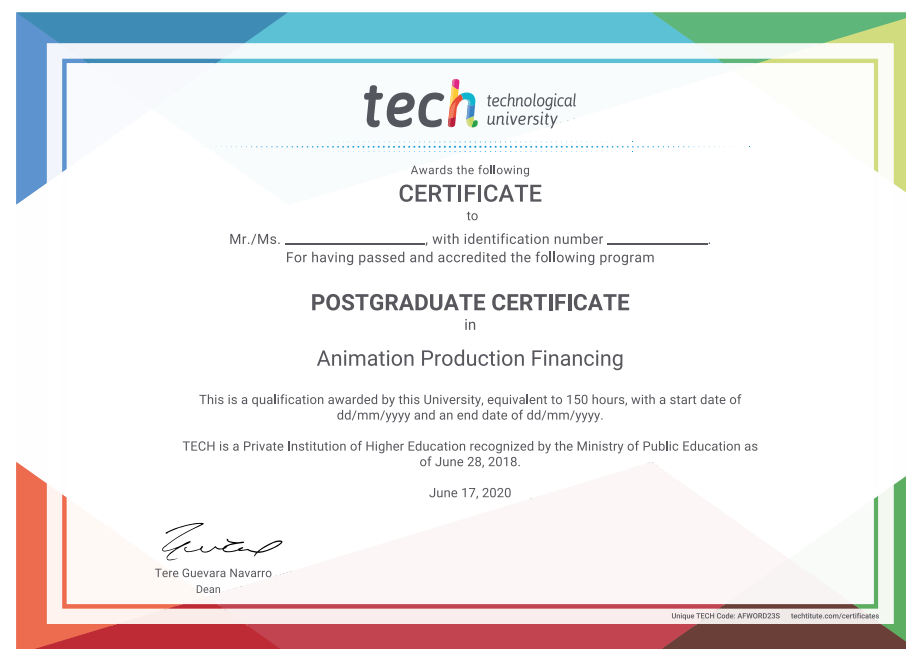 tech technological
university
Awards the following
CERTIFICATE
to
Mr./Ms. ____________________, with identification number ______________.
For having passed and accredited the following program
POSTGRADUATE CERTIFICATE
in
Animation Production Financing
This is a qualification awarded by this University, equivalent to 150 hours, with a start date of
dd/mm/yyyy and an end date of dd/mm/yyyy.
TECH is a Private Institution of Higher Education recognized by the Ministry of Public Education as
of June 28, 2018.
June 17, 2020
Tere Guevara Navarro
Dean
Unique TECH Code: AFWORD23S techtitute.com/certificates